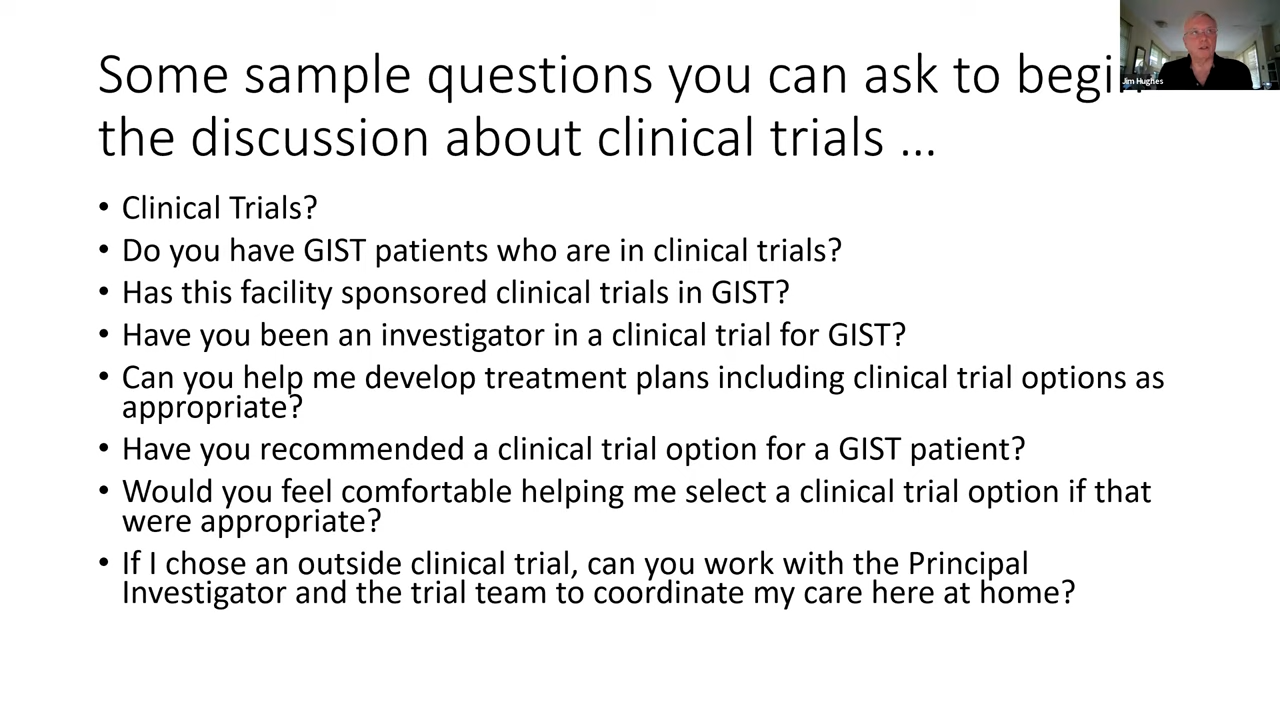 Some sample questions you can ask to begin
the discussion about clinical trials ...
• Clinical Trials?
• Do you have GIST patients who are in clinical trials?
• Has this facility sponsored clinical trials in GIST?
• Have you been an investigator in a clinical trial for GIST?
• Can you help me develop treatment plans including clinical trial options as
appropriate?
• Have you recommended a clinical trial option for a GIST patient?
• Would you feel comfortable helping me select a clinical trial option if that
were appropriate?
• If I chose an outside clinical trial, can you work with the Principal
Investigator and the trial team to coordinate my care here at home?
Jim Hughes